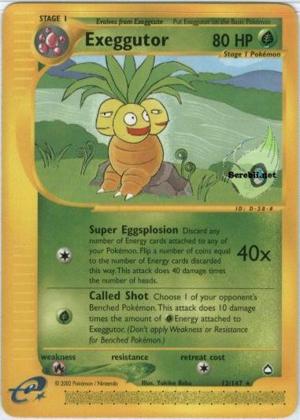 STAGE 1
Evolves from Exeggcute
Put Exeggutor on the Basic Pokémon
Exeggutor
80 HP
Stage 1 Pokémon
Berebii.net
ID: D-58-#
Super Eggsplosion Discard any
number of Energy cards attached to any of
your Pokémon. Flip a number of coins equal
to the number of Energy cards discarded
this way. This attack does 40 damage times
the number of heads.
40x
Called Shot Choose 1 of your opponent's
Benched Pokémon. This attack does 10 damage
times the amount of Energy attached to
Exeggutor. (Don't apply Weakness or Resistance
for Benched Pokémon.)
weakness
resistance
retreat cost
e
© 2002 Pokémon / Nintendo
Illus. Yukiko Baba
12/147 ★